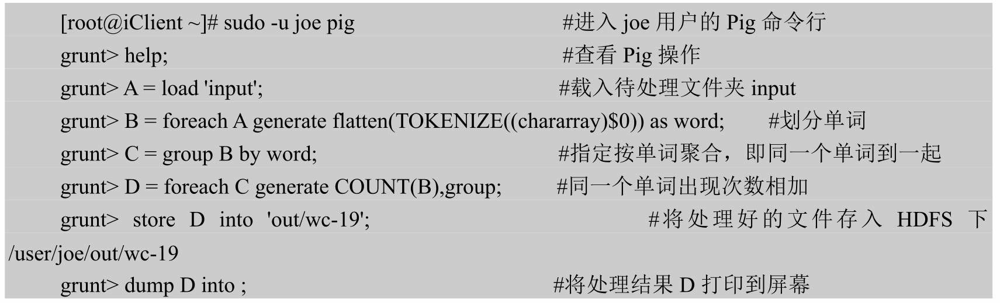 [root@iClient ~]# sudo -u joe pig #进入 joe 用户的 Pig 命令行
grunt> help; #查看 Pig 操作
grunt> A = load 'input'; #载入待处理文件夹 input
grunt> B = foreach A generate flatten(TOKENIZE((chararray)$0)) as word; #划分单词
grunt> C = group B by word; #指定按单词聚合，即同一个单词到一起
grunt> D = foreach C generate COUNT(B),group; #同一个单词出现次数相加
grunt> store D into 'out/wc-19'; #将处理好的文件存入 HDFS 下
/user/joe/out/wc-19
grunt> dump D into ; #将处理结果 D 打印到屏幕